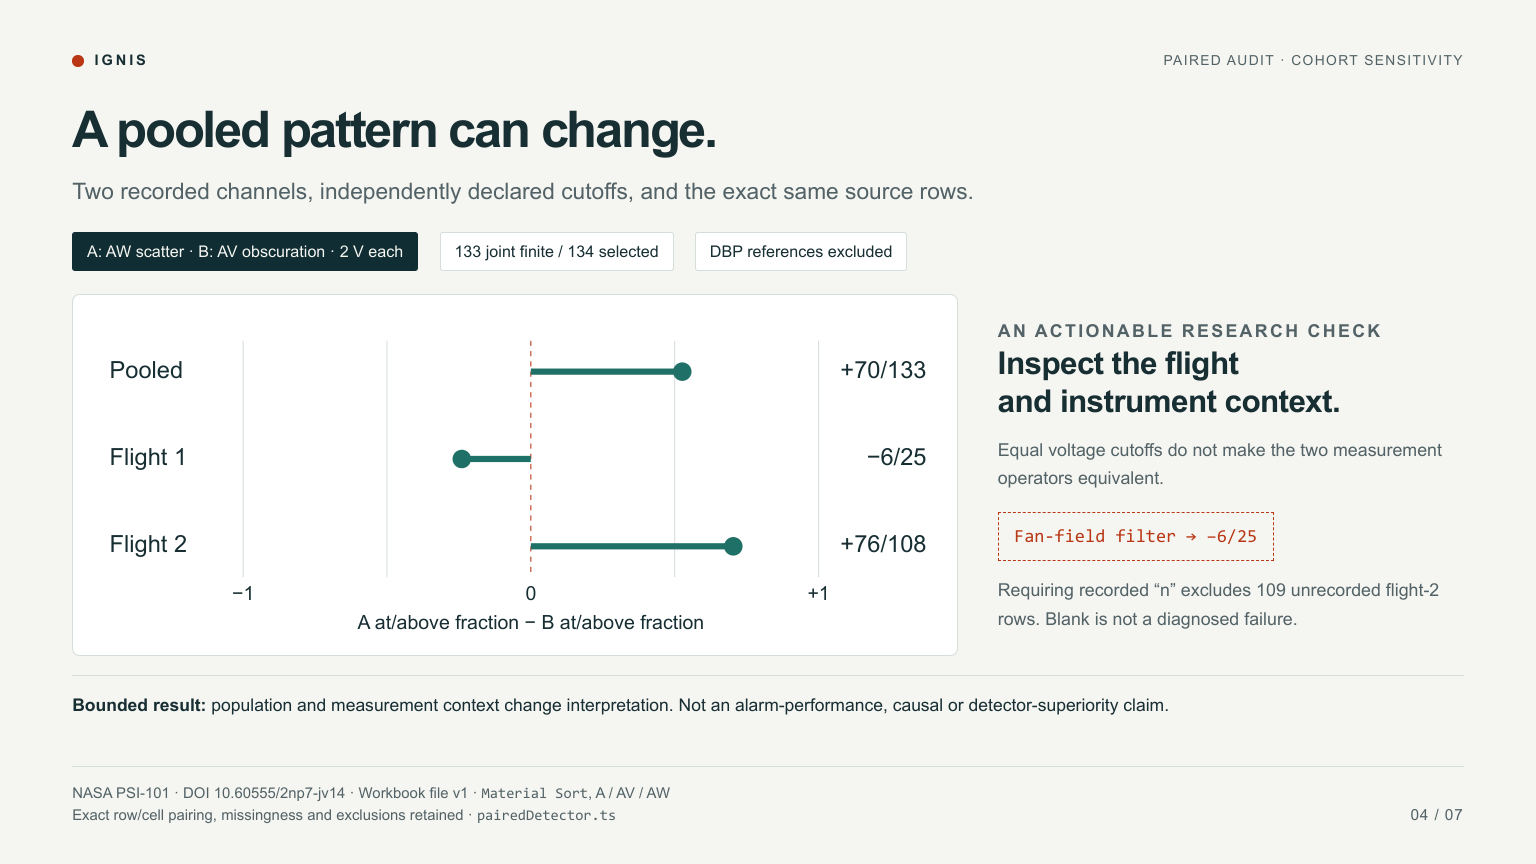 IGNIS
PAIRED AUDIT · COHORT SENSITIVITY
A pooled pattern can change.
Two recorded channels, independently declared cutoffs, and the exact same source rows.
A: AW scatter · B: AV obscuration · 2 V each
133 joint finite / 134 selected
DBP references excluded
Pooled
+70/133
Flight 1
−6/25
Flight 2
+76/108
−1
0
+1
A at/above fraction − B at/above fraction
AN ACTIONABLE RESEARCH CHECK
Inspect the flight
and instrument context.
Equal voltage cutoffs do not make the two measurement
operators equivalent.
Fan-field filter → −6/25
Requiring recorded “n” excludes 109 unrecorded flight-2
rows. Blank is not a diagnosed failure.
Bounded result: population and measurement context change interpretation. Not an alarm-performance, causal or detector-superiority claim.
NASA PSI-101 · DOI 10.60555/2np7-jv14 · Workbook file v1 · Material Sort, A / AV / AW
Exact row/cell pairing, missingness and exclusions retained · pairedDetector.ts
04 / 07